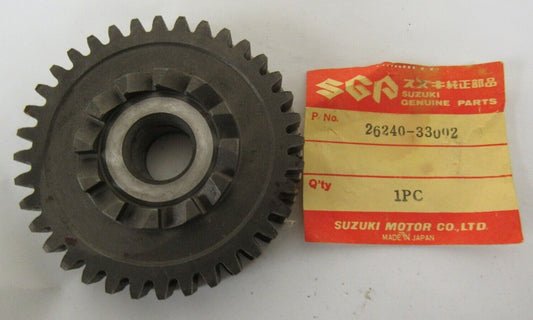 SGP スズキ純正部品
SUZUKI
GENUINE PARTS
P. No.
26240-33002
Q'ty
1PC
SUZUKI MOTOR CO., LTD.
MADE IN JAPAN